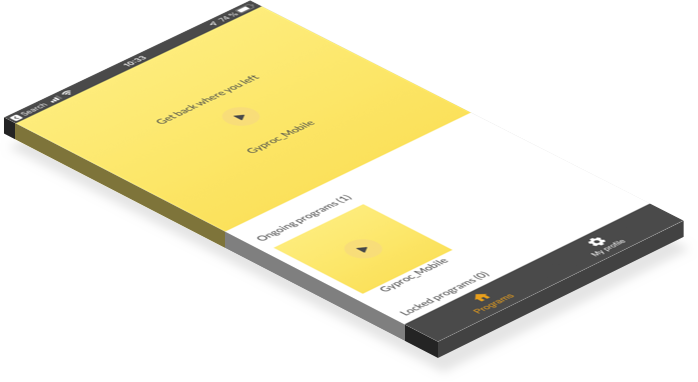 Search
10:33
74 %
Get back where you left
Gyproc_Mobile
Ongoing programs (1)
Gyproc_Mobile
Locked programs (0)
Programs
My profile